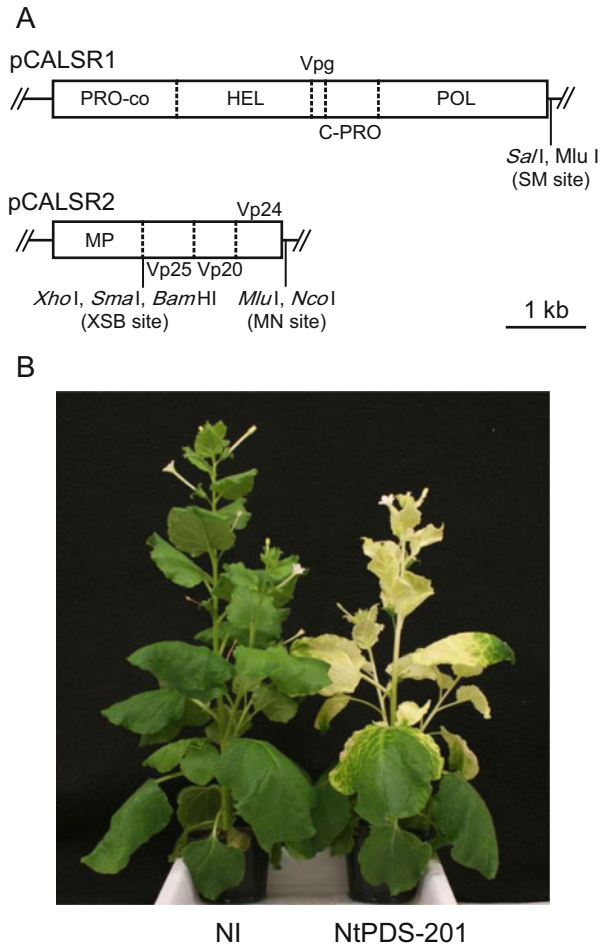 A
pCALSR1
Vpg
PRO-co HEL POL
C-PRO
SalI, Mlu I
(SM site)
pCALSR2
Vp24
MP
Vp25 Vp20
XhoI, SmaI, BamHI MluI, NcoI
(XSB site) (MN site)
1 kb
B
NI NtPDS-201